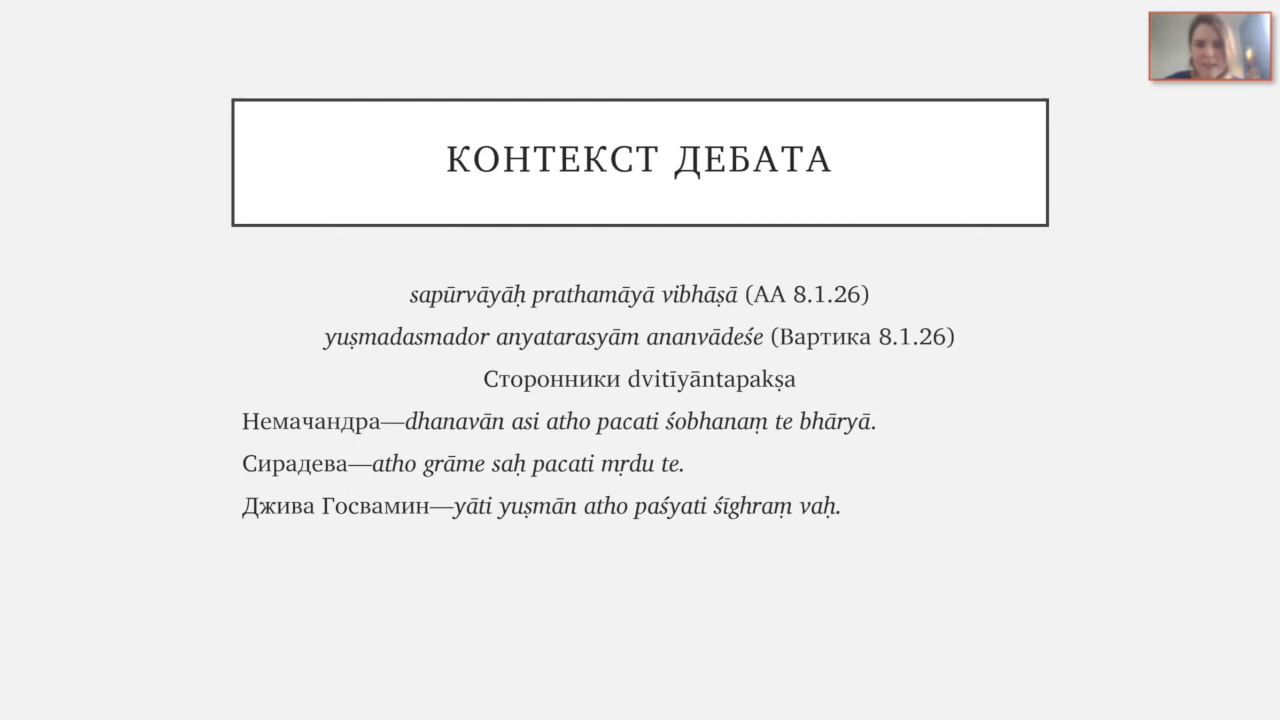 КОНТЕКСТ ДЕБАТА
sapūrvāyāḥ prathamāyā vibhāṣā (АА 8.1.26)
yuṣmadasmador anyatarasyām ananvādeśe (Вартика 8.1.26)
Сторонники dvitīyāntapakṣa
Немачандра—dhanavān asi atho pacati śobhanaṃ te bhāryā.
Сирадева—atho grāme saḥ pacati mṛdu te.
Джива Госвамин—yāti yuṣmān atho paśyati śīghraṃ vaḥ.